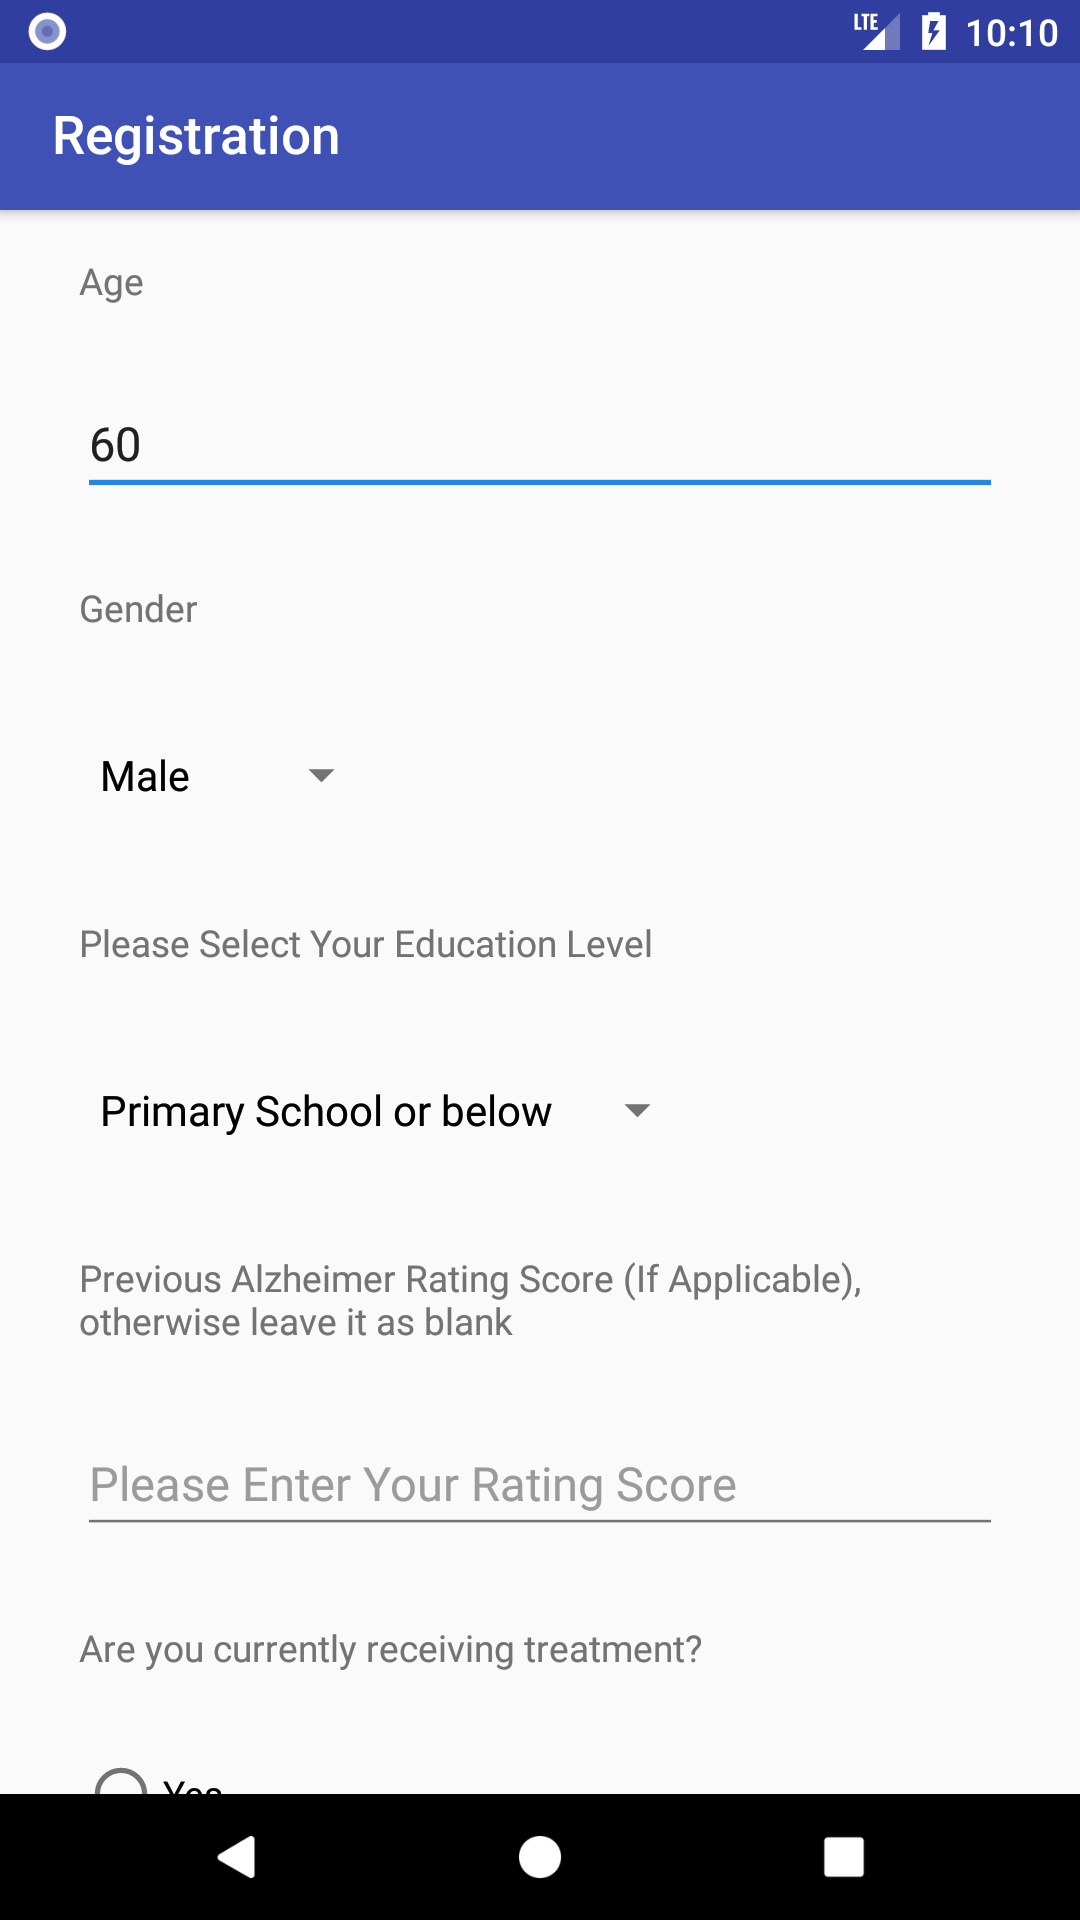 LTE 10:10
Registration
Age
60
Gender
Male
Please Select Your Education Level
Primary School or below
Previous Alzheimer Rating Score (If Applicable),
otherwise leave it as blank
Please Enter Your Rating Score
Are you currently receiving treatment?
Yes